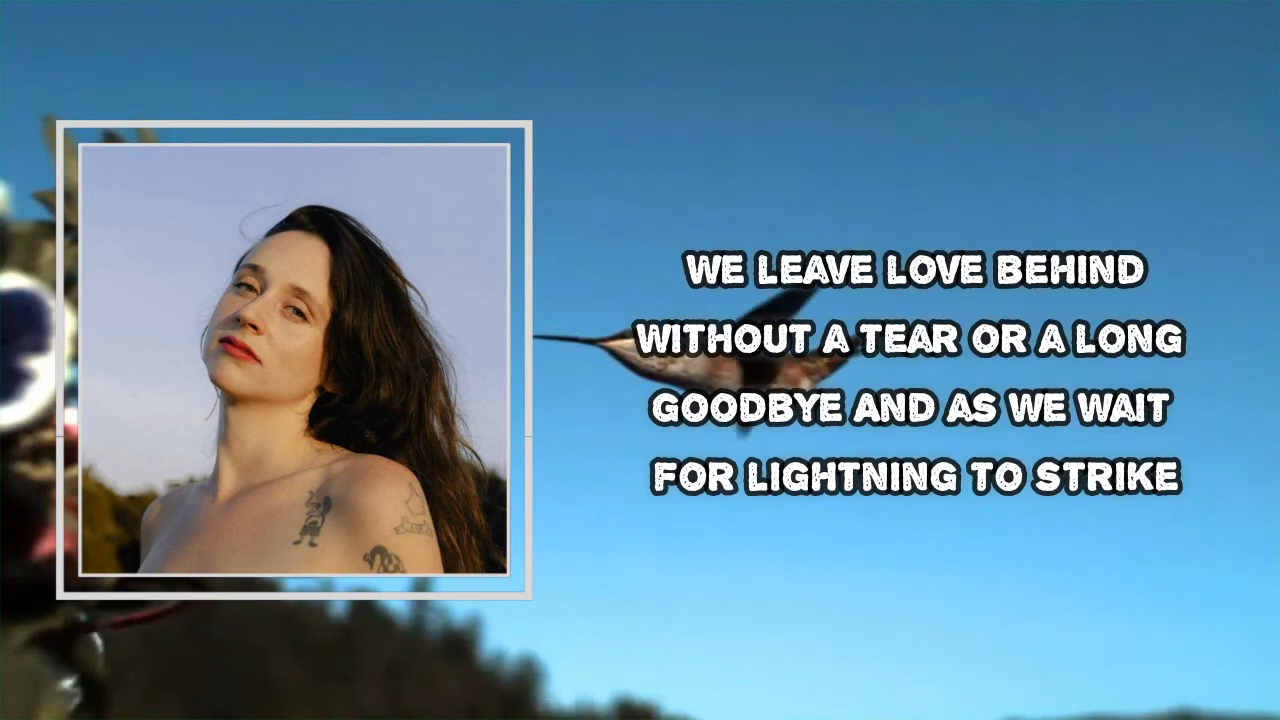 WE LEAVE LOVE BEHIND
WITHOUT A TEAR OR A LONG
GOODBYE AND AS WE WAIT
FOR LIGHTNING TO STRIKE